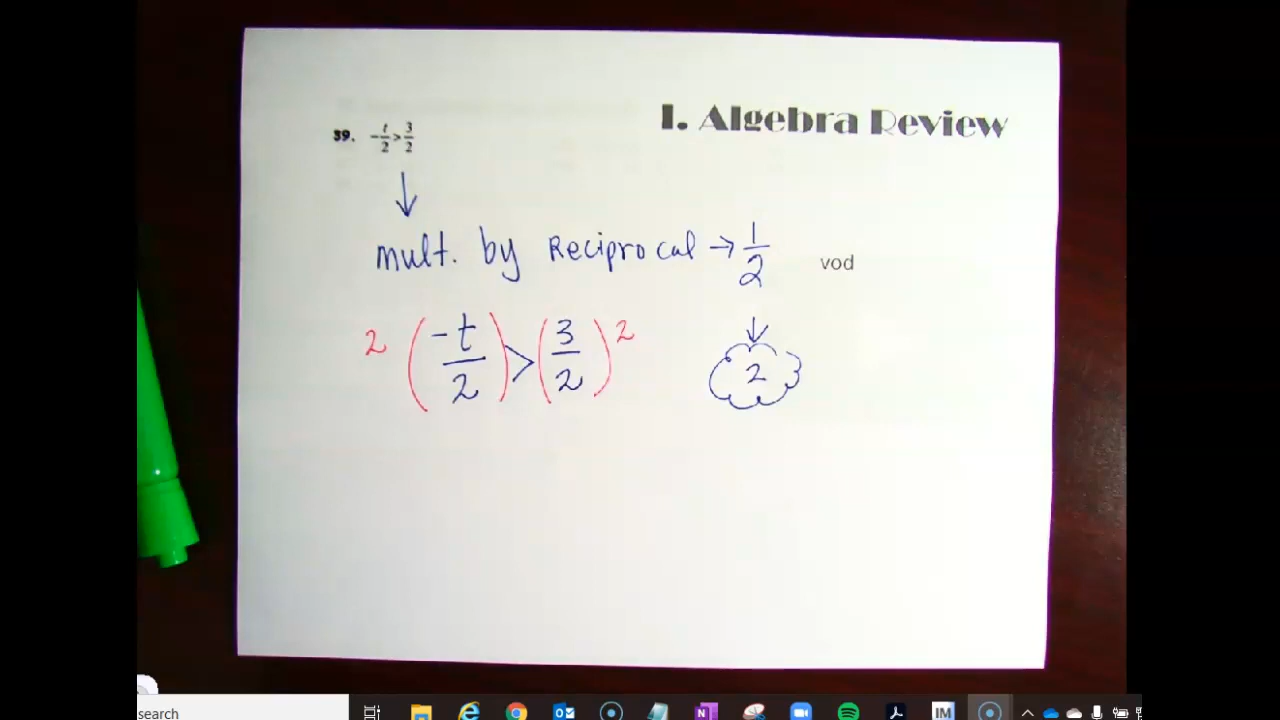 I. Algebra Review
39. -t/2 > 3/2
mult. by Reciprocal → 1/2
vod
2 (-t/2) > (3/2) 2
2
search